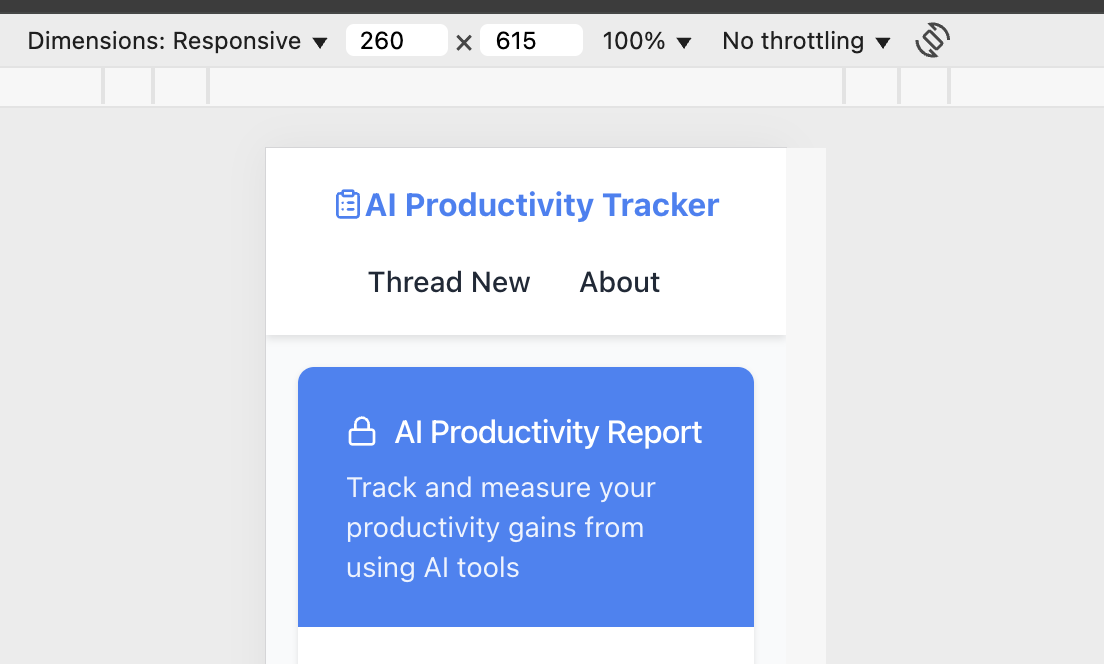 Dimensions: Responsive ▼ 260 × 615 100% ▼ No throttling ▼
AI Productivity Tracker
Thread New About
AI Productivity Report
Track and measure your
productivity gains from
using AI tools